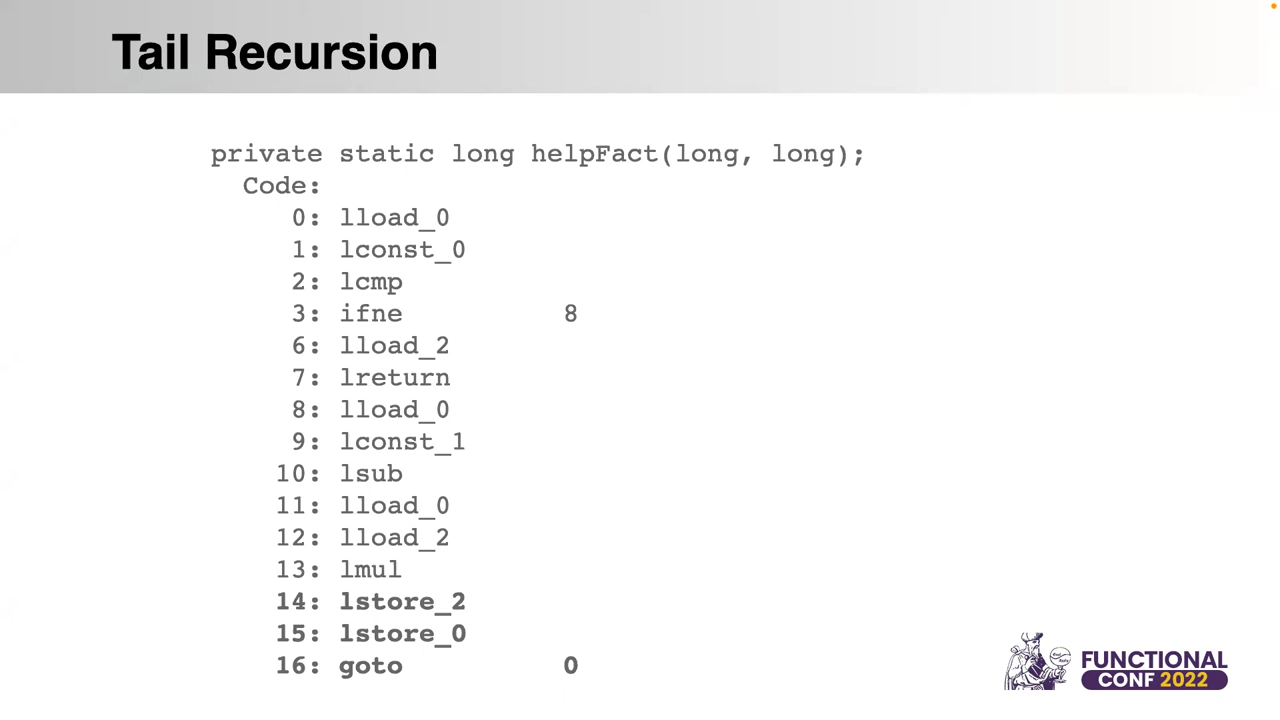 Tail Recursion
private static long helpFact(long, long);
Code:
0: lload_0
1: lconst_0
2: lcmp
3: ifne 8
6: lload_2
7: lreturn
8: lload_0
9: lconst_1
10: lsub
11: lload_0
12: lload_2
13: lmul
14: lstore_2
15: lstore_0
16: goto 0
FUNCTIONAL
CONF 2022